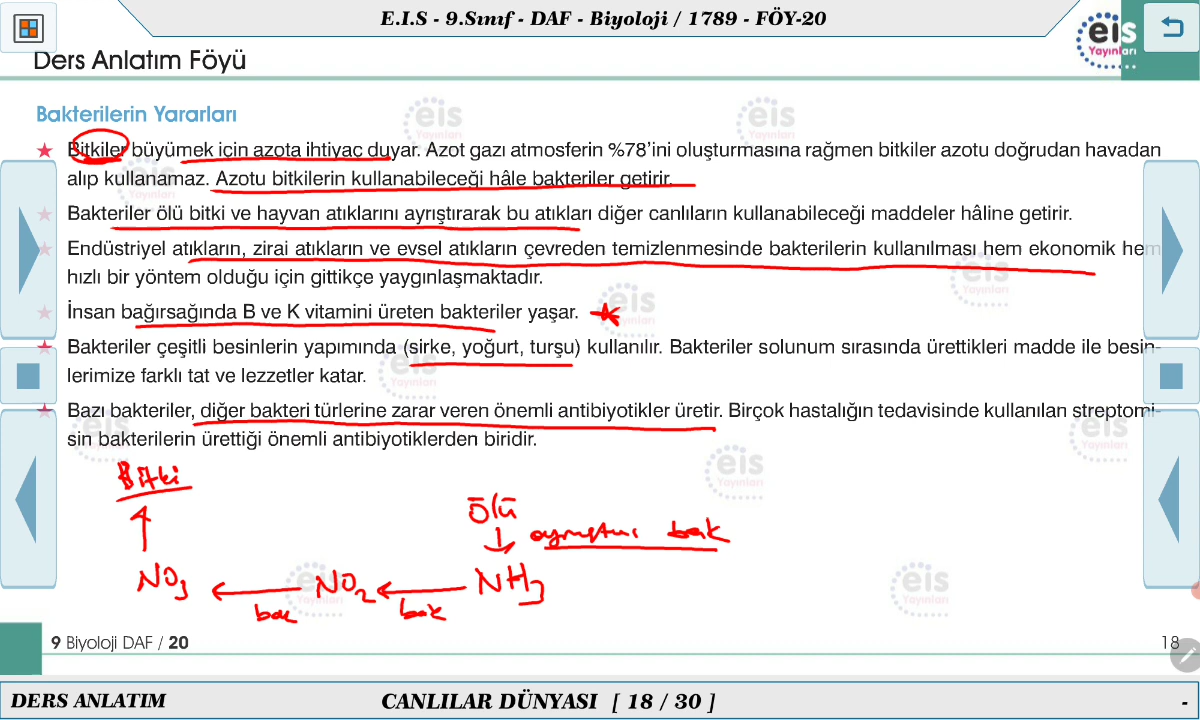 E.I.S - 9.Sınıf - DAF - Biyoloji / 1789 - FÖY-20
eis
Yayınları
Ders Anlatım Föyü
Bakterilerin Yararları
Bitkiler büyümek için azota ihtiyaç duyar. Azot gazı atmosferin %78’ini oluşturmasına rağmen bitkiler azotu doğrudan havadan
alıp kullanamaz. Azotu bitkilerin kullanabileceği hâle bakteriler getirir.
Bakteriler ölü bitki ve hayvan atıklarını ayrıştırarak bu atıkları diğer canlıların kullanabileceği maddeler hâline getirir.
Endüstriyel atıkların, zirai atıkların ve evsel atıkların çevreden temizlenmesinde bakterilerin kullanılması hem ekonomik hem
hızlı bir yöntem olduğu için gittikçe yaygınlaşmaktadır.
İnsan bağırsağında B ve K vitamini üreten bakteriler yaşar.
Bakteriler çeşitli besinlerin yapımında (sirke, yoğurt, turşu) kullanılır. Bakteriler solunum sırasında ürettikleri madde ile besin-
lerimize farklı tat ve lezzetler katar.
Bazı bakteriler, diğer bakteri türlerine zarar veren önemli antibiyotikler üretir. Birçok hastalığın tedavisinde kullanılan streptomi-
sin bakterilerin ürettiği önemli antibiyotiklerden biridir.
Bitki
ölü
bak
NO3 NO2 NH3
bak bak
9 Biyoloji DAF / 20
18
DERS ANLATIM
CANLILAR DÜNYASI [ 18 / 30 ]
-